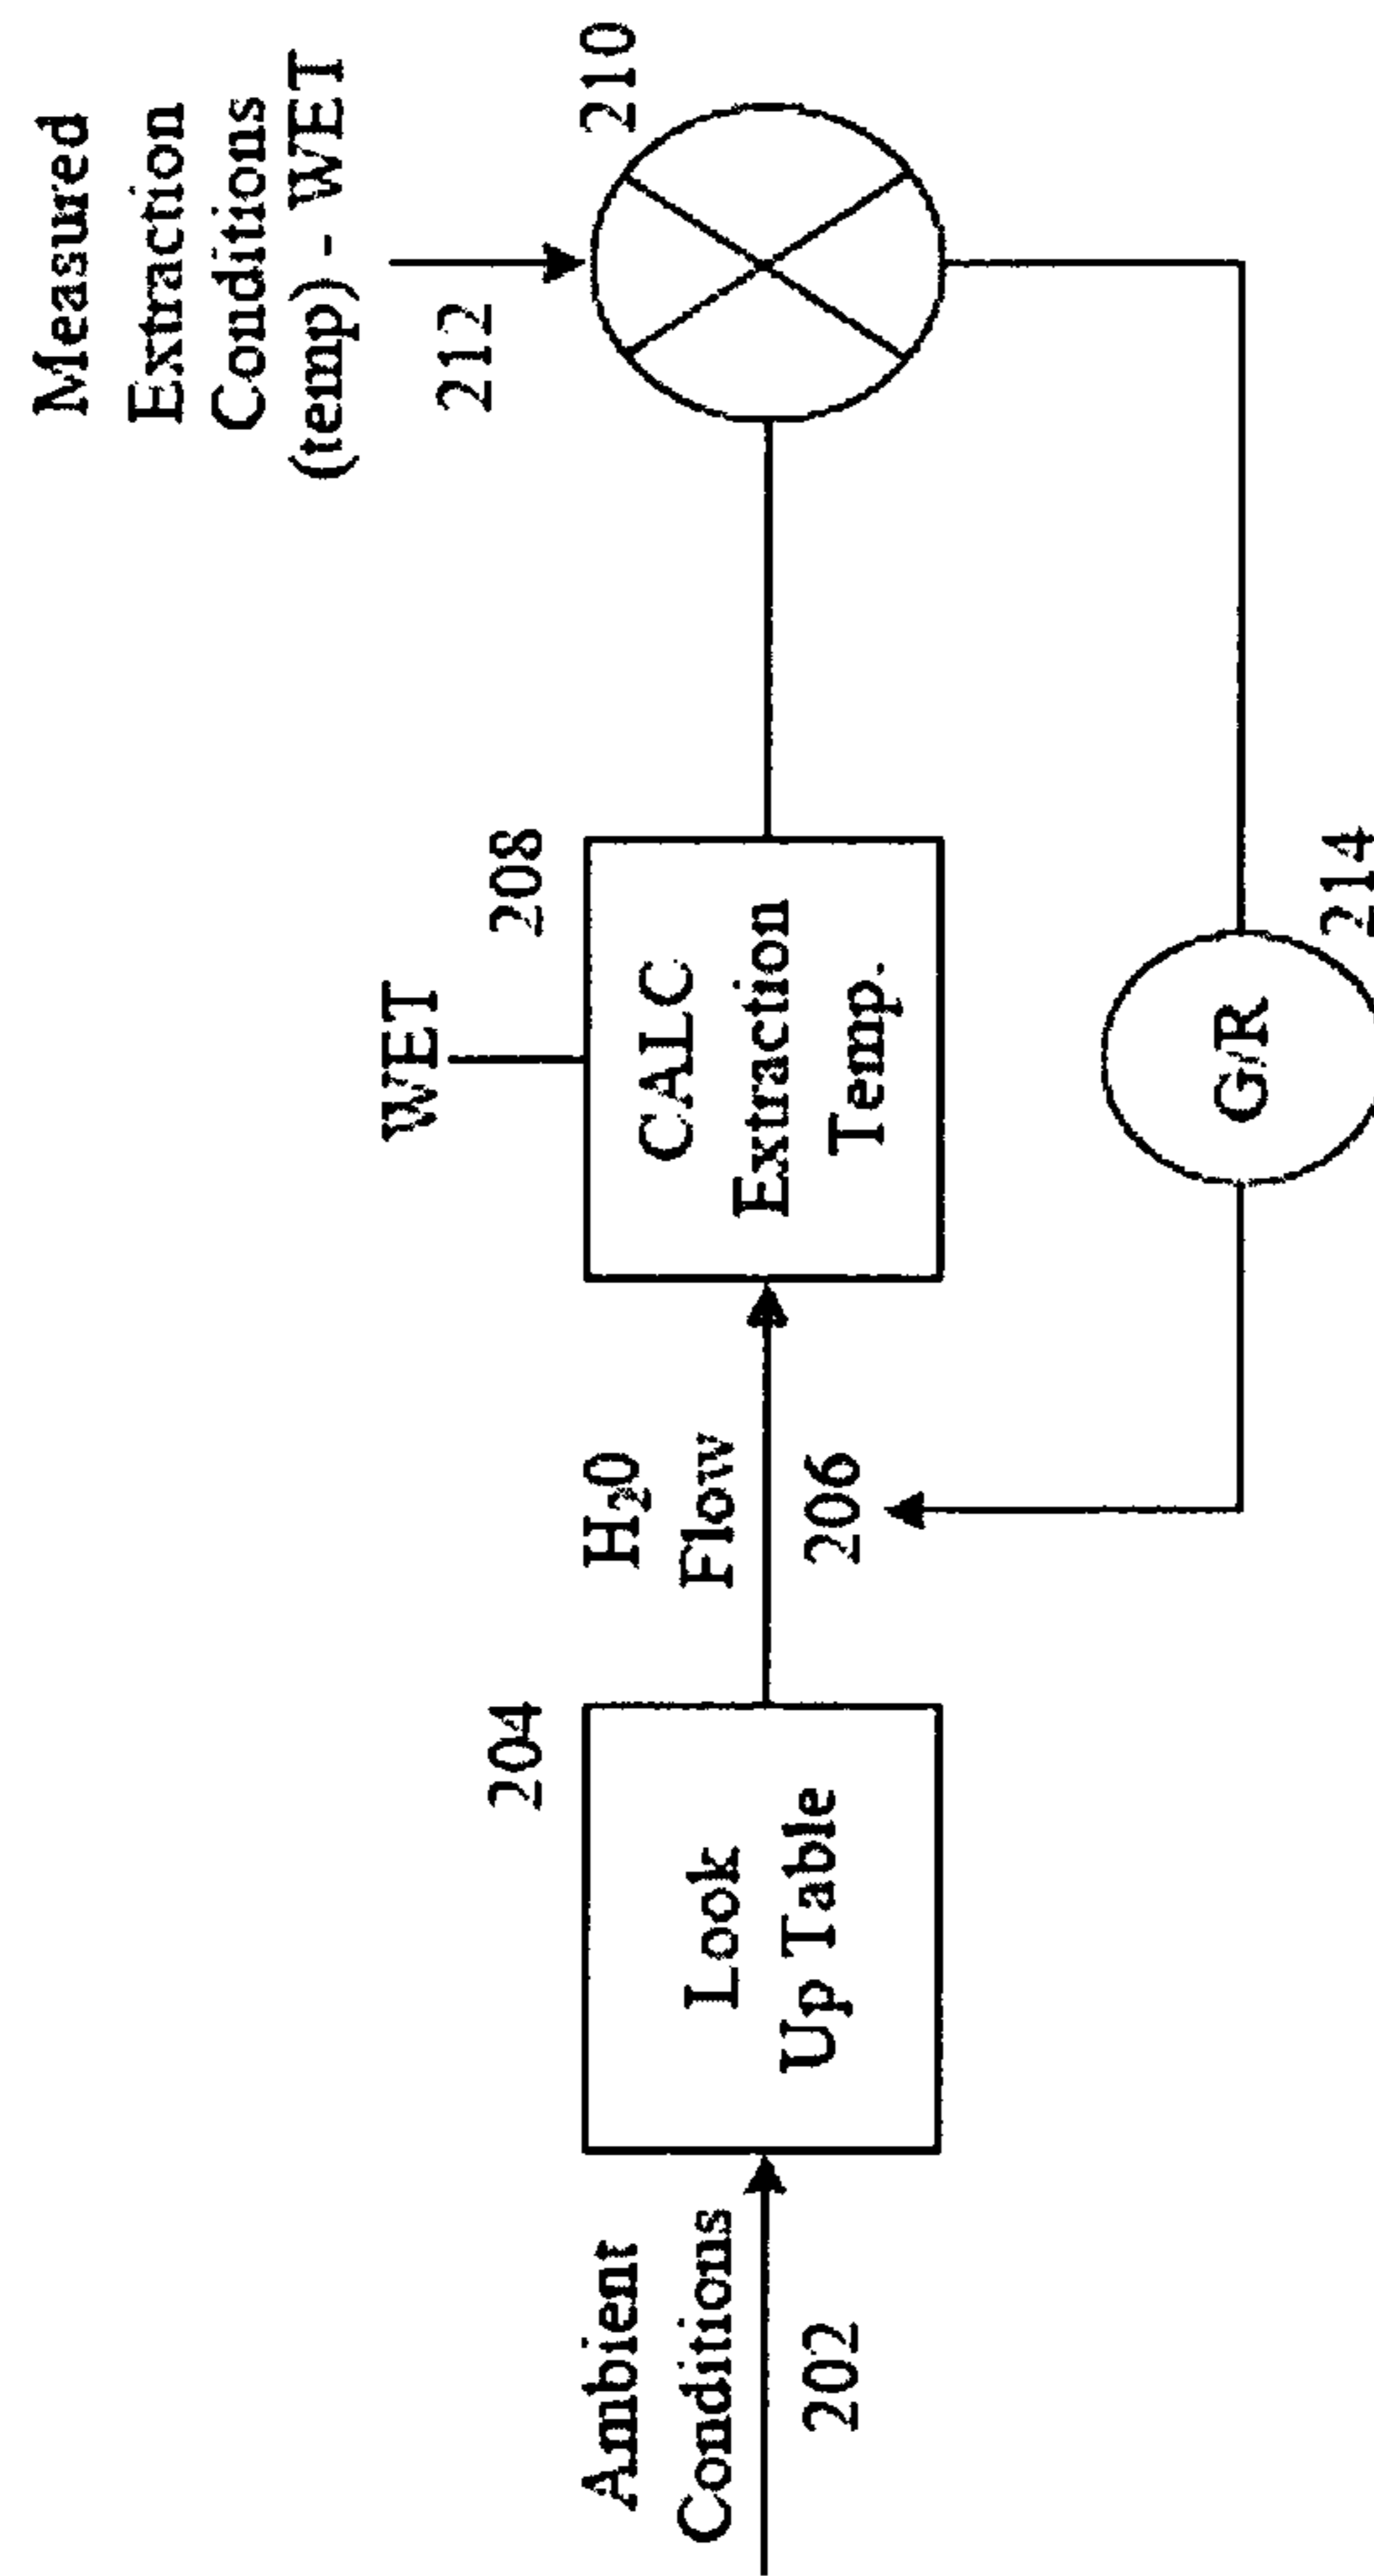 Ambient
Conditions
202
204
Look
Up Table
H₂0
Flow
206
WET
208
CALC
Extraction
Temp.
Measured
Extraction
Conditions
(temp) - WET
212
210
G/R
214